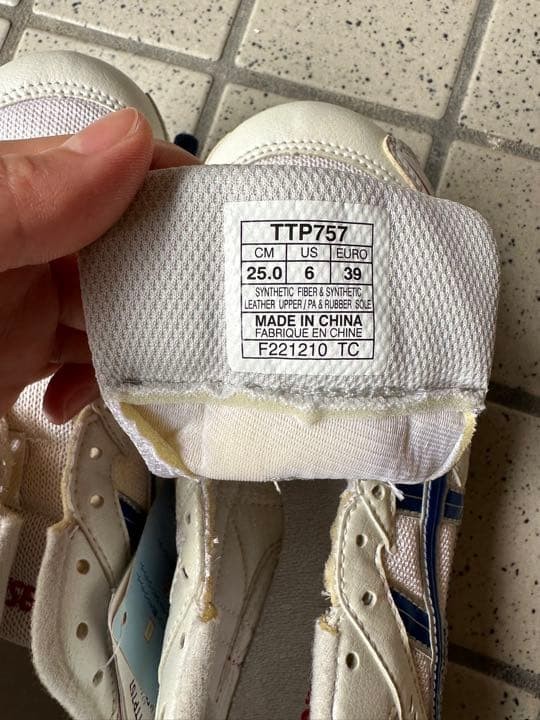 TTP757
CM US EURO
25.0 6 39
SYNTHETIC FIBER & SYNTHETIC
LEATHER UPPER / PA & RUBBER SOLE
MADE IN CHINA
FABRIQUE EN CHINE
F221210 TC